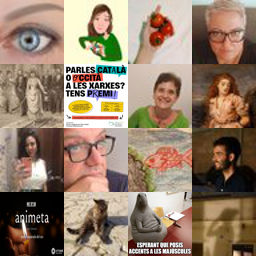 PARLES CATALÀ
O OCCITÀ
A LES XARXES?
TENS PREMI!
animeta
ESPERANT QUE POSIS
ACCENTS A LES MAJÚSCULES